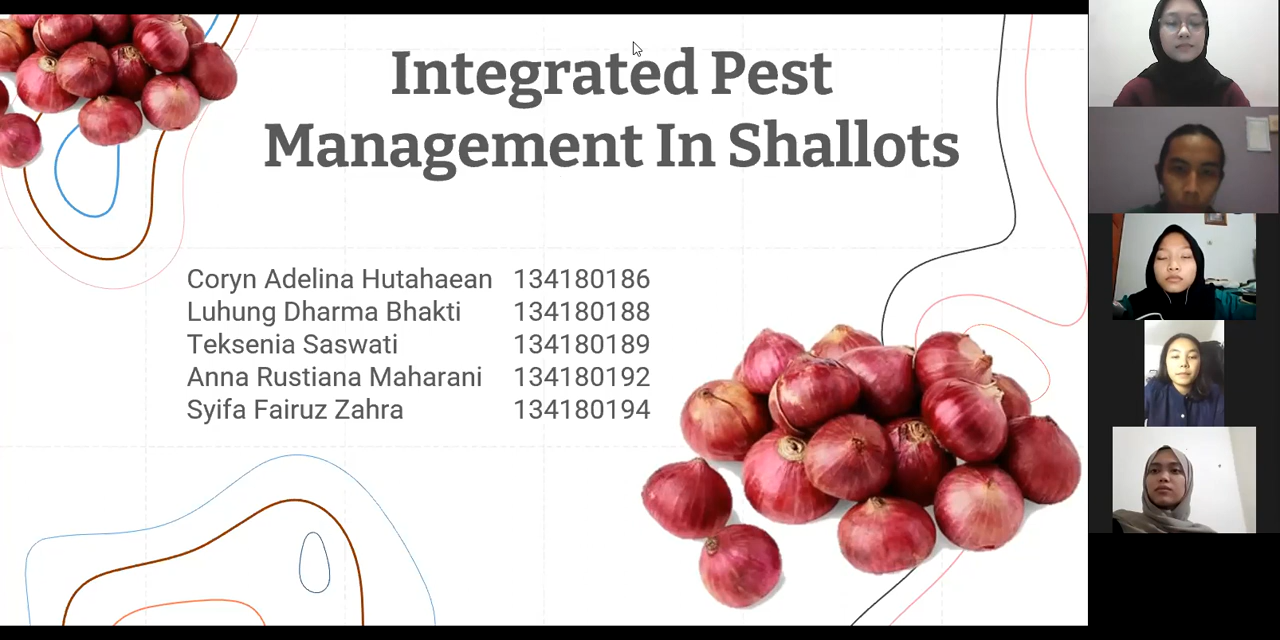 Integrated Pest
Management In Shallots
Coryn Adelina Hutahaean 134180186
Luhung Dharma Bhakti 134180188
Teksenia Saswati 134180189
Anna Rustiana Maharani 134180192
Syifa Fairuz Zahra 134180194